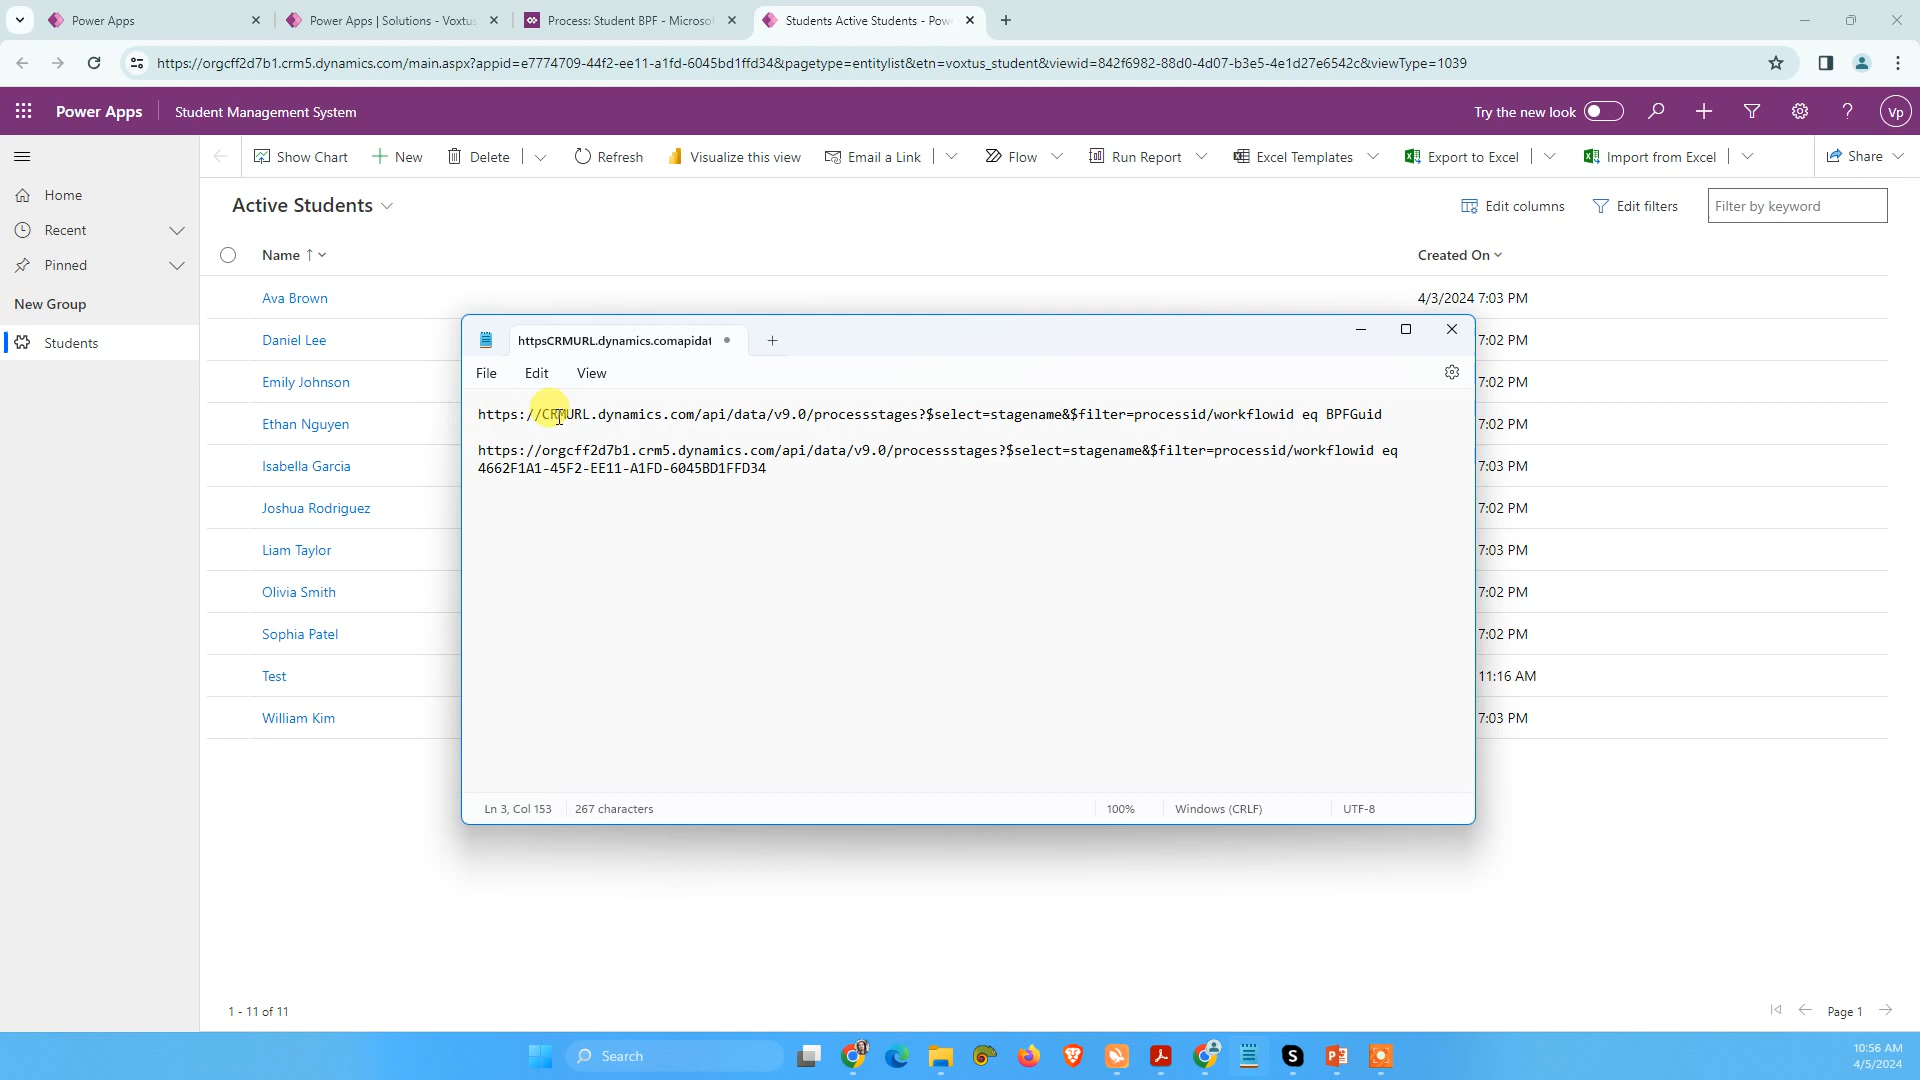 Power Apps
Power Apps | Solutions - Voxtus
Process: Student BPF - Microsof
Students Active Students - Pow
https://orgcff2d7b1.crm5.dynamics.com/main.aspx?appid=e7774709-44f2-ee11-a1fd-6045bd1ffd34&pagetype=entitylist&etn=voxtus_student&viewid=842f6982-88d0-4d07-b3e5-4e1d27e6542c&viewType=1039
Power Apps
Student Management System
Try the new look
Vp
Show Chart
New
Delete
Refresh
Visualize this view
Email a Link
Flow
Run Report
Excel Templates
Export to Excel
Import from Excel
Share
Home
Recent
Pinned
New Group
Students
Active Students
Edit columns
Edit filters
Filter by keyword
Name
Created On
Ava Brown
4/3/2024 7:03 PM
Daniel Lee
7:02 PM
Emily Johnson
7:02 PM
Ethan Nguyen
7:02 PM
Isabella Garcia
7:03 PM
Joshua Rodriguez
7:02 PM
Liam Taylor
7:03 PM
Olivia Smith
7:02 PM
Sophia Patel
7:02 PM
Test
11:16 AM
William Kim
7:03 PM
httpsCRMURL.dynamics.comapidat
File
Edit
View
https://CRMURL.dynamics.com/api/data/v9.0/processstages?$select=stagename&$filter=processid/workflowid eq BPFGuid
https://orgcff2d7b1.crm5.dynamics.com/api/data/v9.0/processstages?$select=stagename&$filter=processid/workflowid eq
4662F1A1-45F2-EE11-A1FD-6045BD1FFD34
Ln 3, Col 153
267 characters
100%
Windows (CRLF)
UTF-8
1 - 11 of 11
Page 1
Search
10:56 AM
4/5/2024